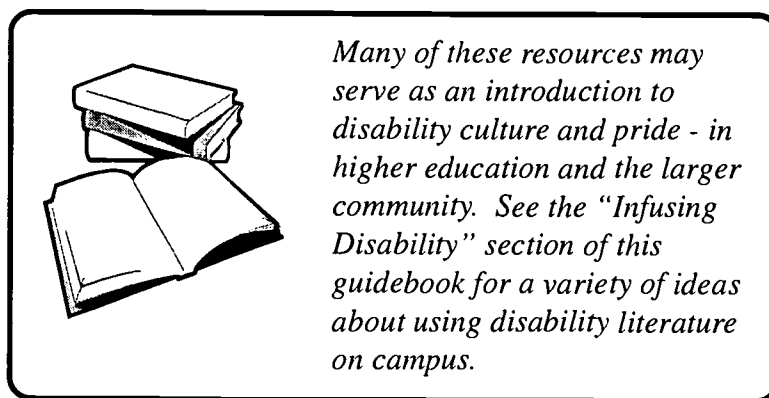 Many of these resources may
serve as an introduction to
disability culture and pride - in
higher education and the larger
community. See the “Infusing
Disability” section of this
guidebook for a variety of ideas
about using disability literature
on campus.